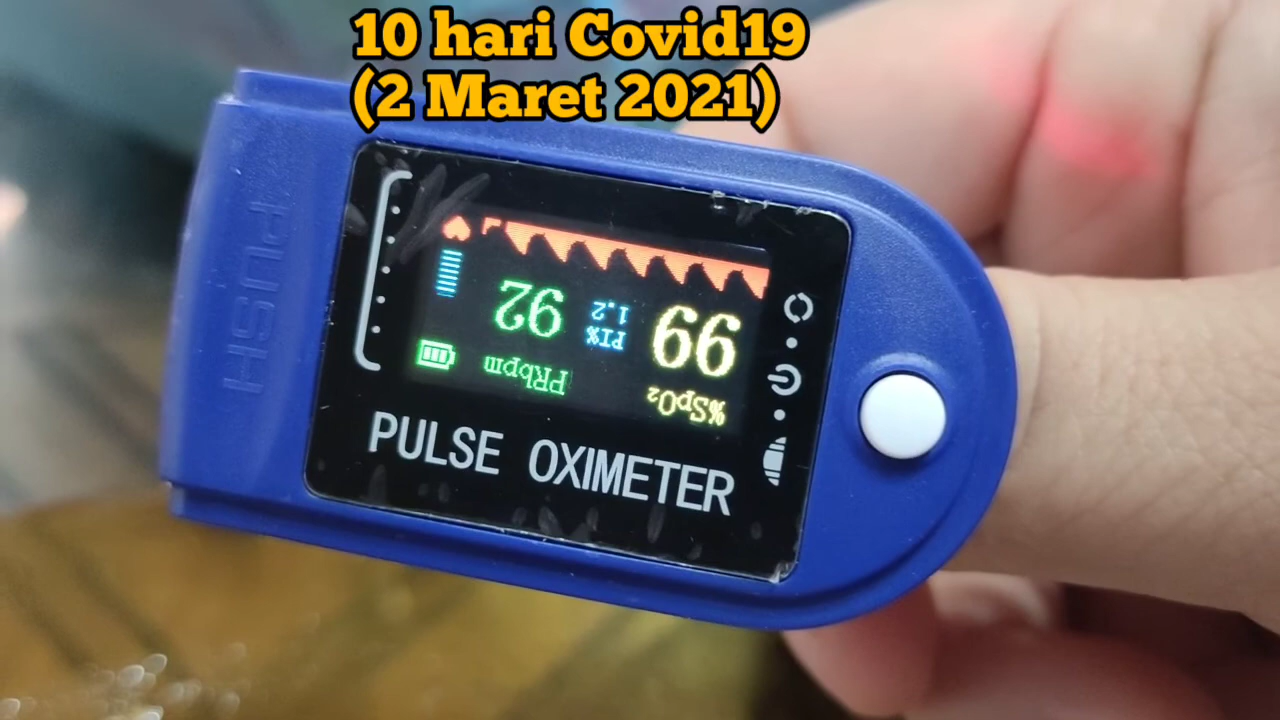 10 hari Covid19
(2 Maret 2021)
PUSH
%SpO₂
99
PI%
1.2
PRbpm
92
PULSE OXIMETER